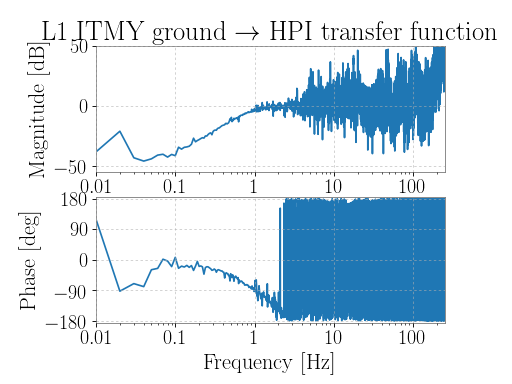 L1 ITMY ground → HPI transfer function
Magnitude [dB]
50
0
−50
0.01 0.1 1 10 100
Phase [deg]
180
90
0
−90
−180
0.01 0.1 1 10 100
Frequency [Hz]